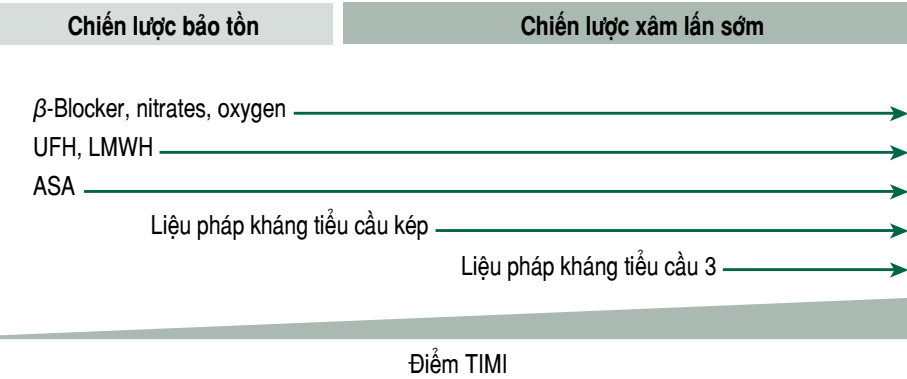 Chiến lược bảo tồn
Chiến lược xâm lấn sớm
β-Blocker, nitrates, oxygen
UFH, LMWH
ASA
Liệu pháp kháng tiểu cầu kép
Liệu pháp kháng tiểu cầu 3
Điểm TIMI